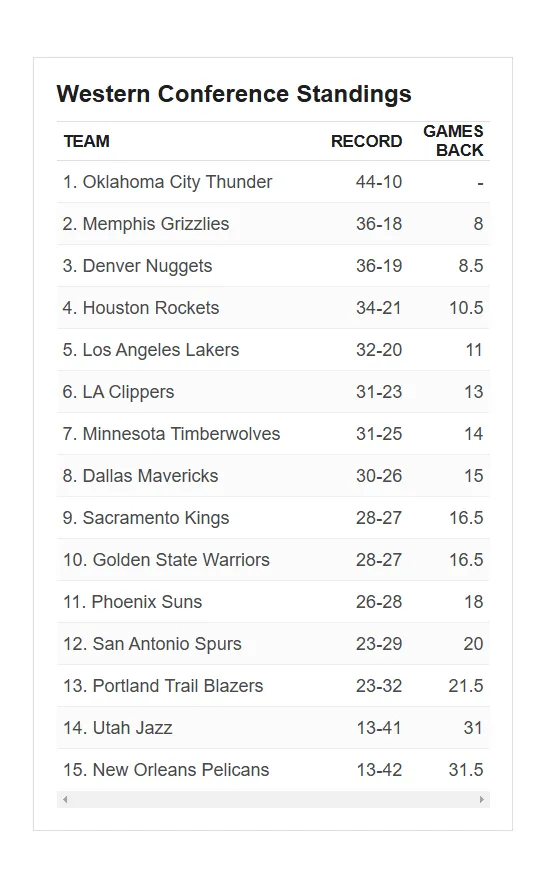 Western Conference Standings
TEAM RECORD GAMES BACK
1. Oklahoma City Thunder 44-10 -
2. Memphis Grizzlies 36-18 8
3. Denver Nuggets 36-19 8.5
4. Houston Rockets 34-21 10.5
5. Los Angeles Lakers 32-20 11
6. LA Clippers 31-23 13
7. Minnesota Timberwolves 31-25 14
8. Dallas Mavericks 30-26 15
9. Sacramento Kings 28-27 16.5
10. Golden State Warriors 28-27 16.5
11. Phoenix Suns 26-28 18
12. San Antonio Spurs 23-29 20
13. Portland Trail Blazers 23-32 21.5
14. Utah Jazz 13-41 31
15. New Orleans Pelicans 13-42 31.5